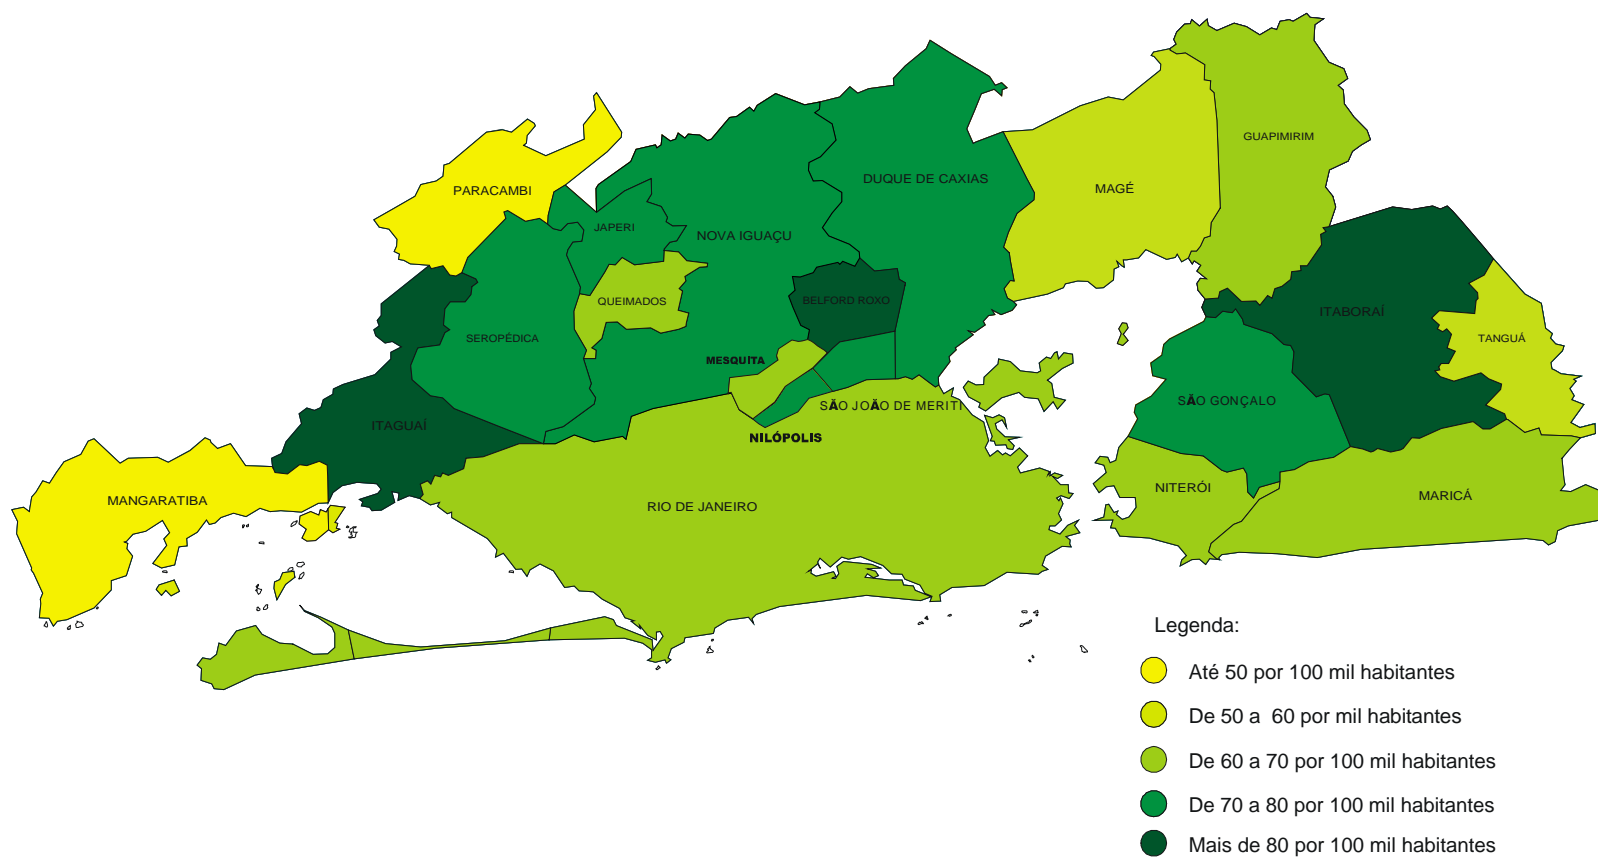 GUAPIMIRIM
DUQUE DE CAXIAS
MAGÉ
PARACAMBI
JAPERI
NOVA IGUAÇU
QUEIMADOS
BELFORD ROXO
ITABORAÍ
SEROPÉDICA
TANGUÁ
MESQUITA
SÃO GONÇALO
SÃO JOÃO DE MERITI
ITAGUAÍ
NILÓPOLIS
NITERÓI
MARICÁ
MANGARATIBA
RIO DE JANEIRO
Legenda:
Até 50 por 100 mil habitantes
De 50 a 60 por mil habitantes
De 60 a 70 por 100 mil habitantes
De 70 a 80 por 100 mil habitantes
Mais de 80 por 100 mil habitantes